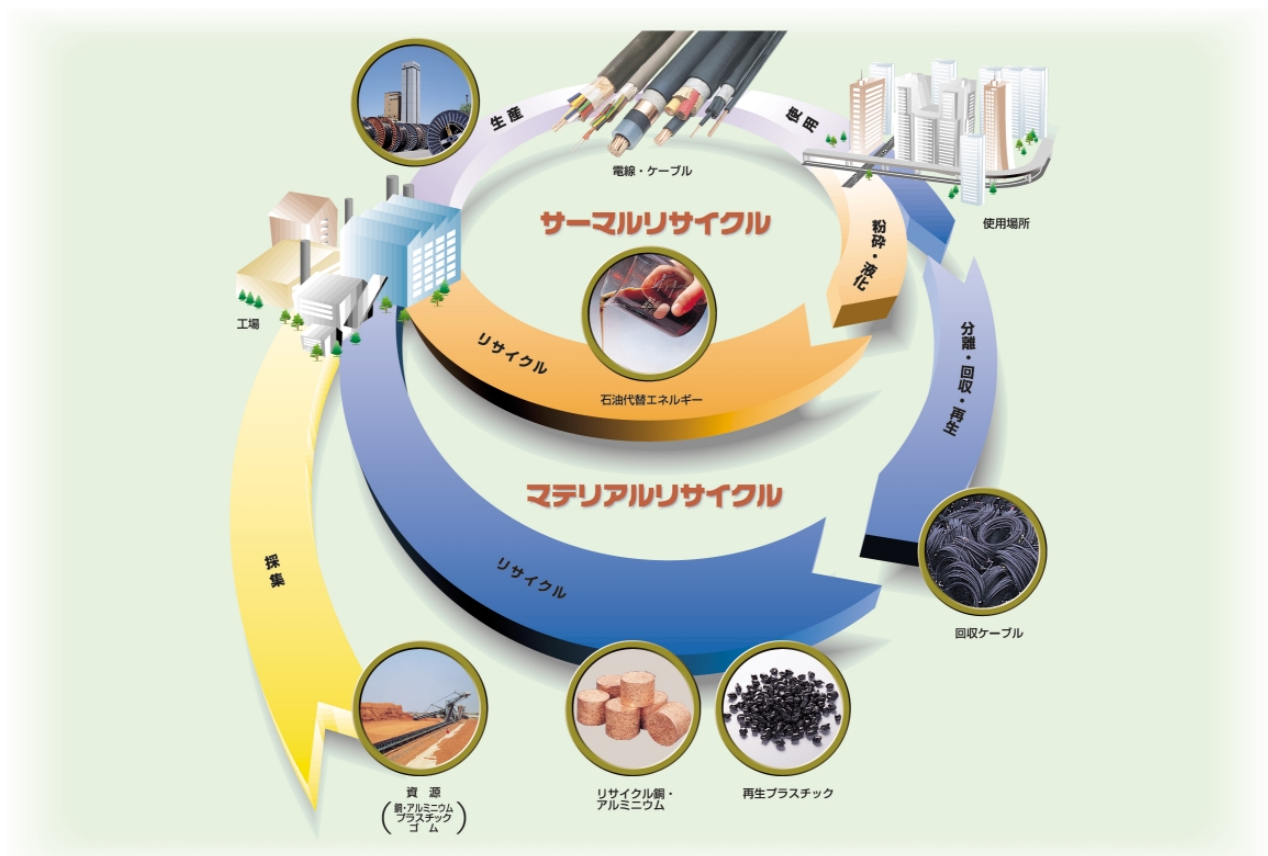 生産
使用
電線・ケーブル
サーマルリサイクル
使用場所
粉砕・液化
工場
リサイクル
石油代替エネルギー
分離・回収・再生
マテリアルリサイクル
採集
リサイクル
回収ケーブル
資 源
(銅・アルミニウム
プラスチック
ゴ ム)
リサイクル銅・
アルミニウム
再生プラスチック